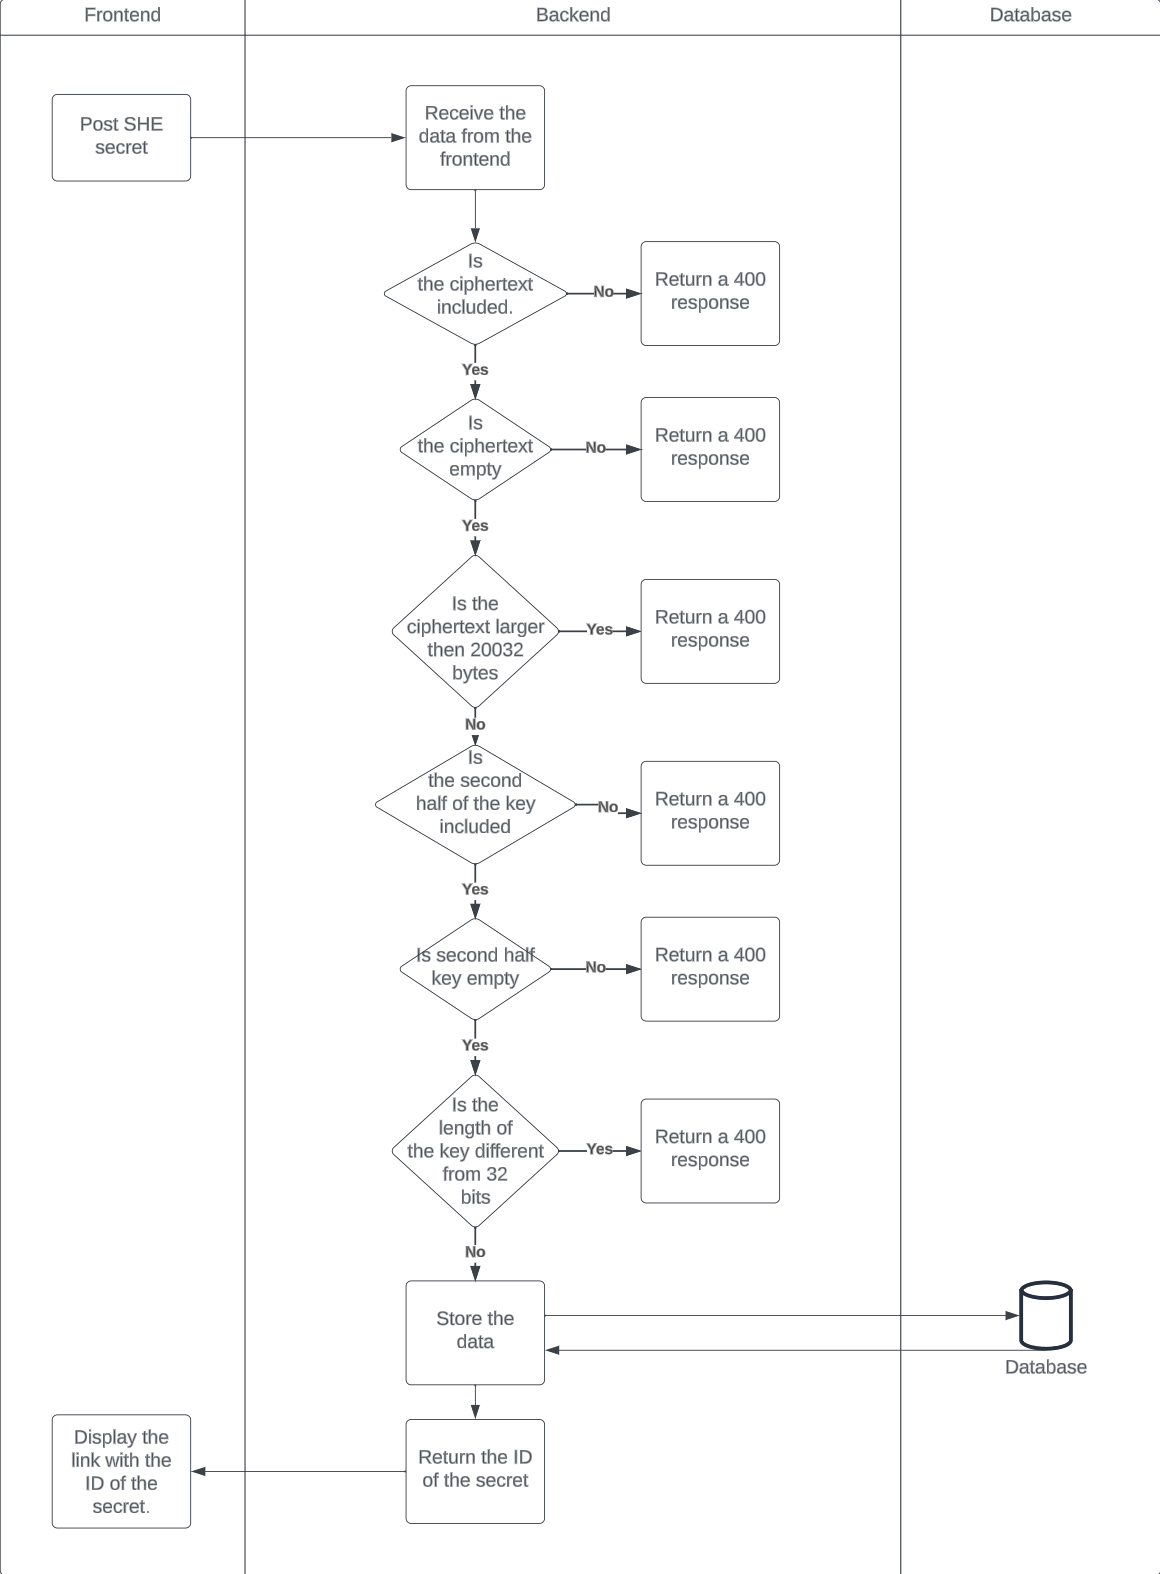 Frontend
Backend
Database
Post SHE
secret
Receive the
data from the
frontend
Is
the ciphertext
included.
No
Return a 400
response
Yes
Is
the ciphertext
empty
No
Return a 400
response
Yes
Is the
ciphertext larger
then 20032
bytes
Yes
Return a 400
response
No
Is
the second
half of the key
included
No
Return a 400
response
Yes
Is second half
key empty
No
Return a 400
response
Yes
Is the
length of
the key different
from 32
bits
Yes
Return a 400
response
No
Store the
data
Database
Return the ID
of the secret
Display the
link with the
ID of the
secret.